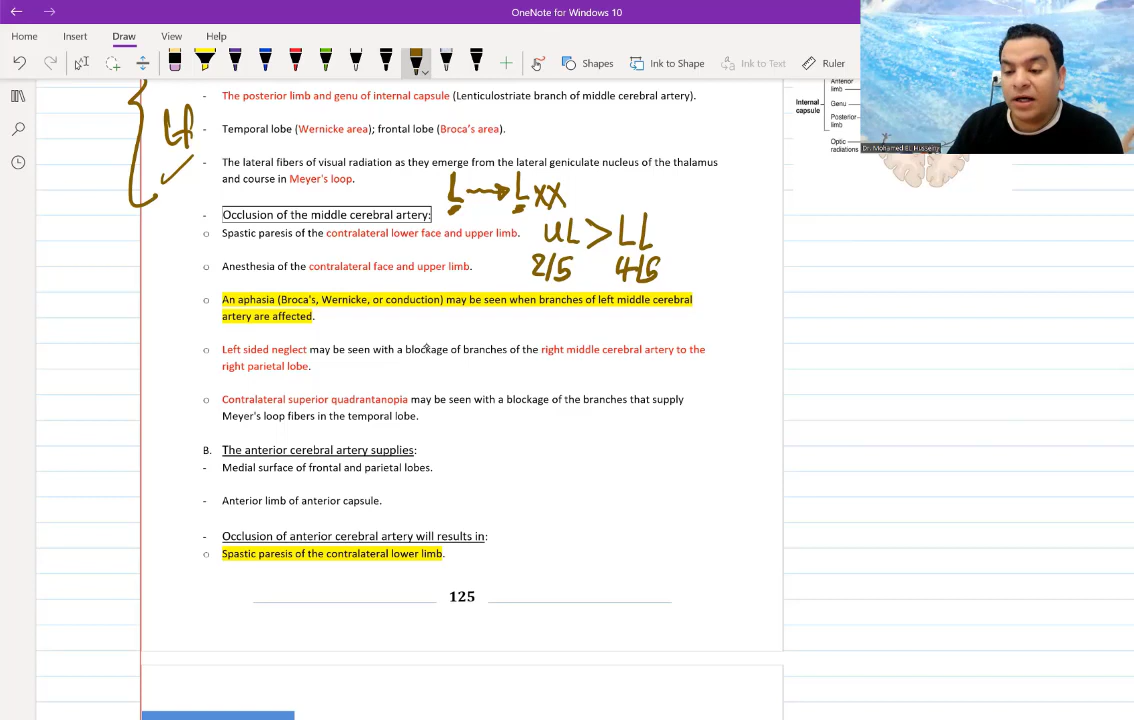 OneNote for Windows 10
Home Insert Draw View Help
Shapes Ink to Shape Ink to Text Ruler
- The posterior limb and genu of internal capsule (Lenticulostriate branch of middle cerebral artery).
- Temporal lobe (Wernicke area); frontal lobe (Broca's area).
- The lateral fibers of visual radiation as they emerge from the lateral geniculate nucleus of the thalamus
and course in Meyer's loop.
L → L XX
- Occlusion of the middle cerebral artery:
o Spastic paresis of the contralateral lower face and upper limb.
UL > LL
2/5 4/5
o Anesthesia of the contralateral face and upper limb.
o An aphasia (Broca's, Wernicke, or conduction) may be seen when branches of left middle cerebral
artery are affected.
o Left sided neglect may be seen with a blockage of branches of the right middle cerebral artery to the
right parietal lobe.
o Contralateral superior quadrantanopia may be seen with a blockage of the branches that supply
Meyer's loop fibers in the temporal lobe.
B. The anterior cerebral artery supplies:
- Medial surface of frontal and parietal lobes.
- Anterior limb of anterior capsule.
- Occlusion of anterior cerebral artery will results in:
o Spastic paresis of the contralateral lower limb.
125
Internal
capsule
Anterior
limb
Genu
Posterior
limb
Optic
radiations
Dr. Mohamed EL Husseiny